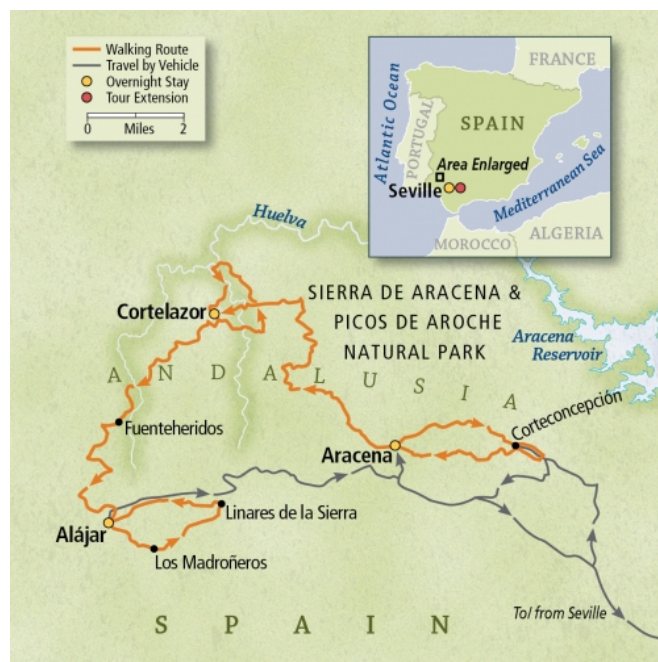 Walking Route
Travel by Vehicle
Overnight Stay
Tour Extension
0 Miles 2
FRANCE
Atlantic Ocean
PORTUGAL
SPAIN
Area Enlarged
Seville
Mediterranean Sea
MOROCCO
ALGERIA
Huelva
SIERRA DE ARACENA &
PICOS DE AROCHE
NATURAL PARK
Cortelazor
Aracena
Reservoir
ANDALUSIA
Corteconcepción
Fuenteheridos
Aracena
Linares de la Sierra
Alájar
Los Madroñeros
To/ from Seville
SPAIN